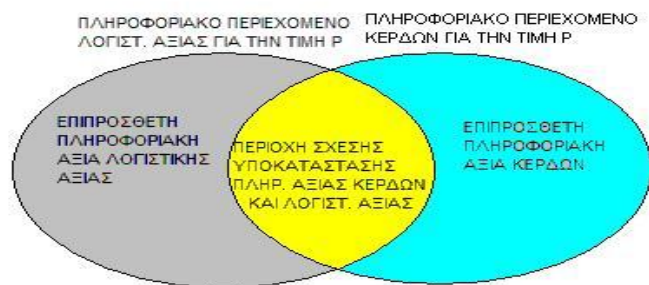 ΠΛΗΡΟΦΟΡΙΑΚΟ ΠΕΡΙΕΧΟΜΕΝΟ
ΛΟΓΙΣΤ. ΑΞΙΑΣ ΓΙΑ ΤΗΝ ΤΙΜΗ P
ΠΛΗΡΟΦΟΡΙΑΚΟ ΠΕΡΙΕΧΟΜΕΝΟ
ΚΕΡΔΩΝ ΓΙΑ ΤΗΝ ΤΙΜΗ P
ΕΠΙΠΡΟΣΘΕΤΗ
ΠΛΗΡΟΦΟΡΙΑΚΗ
ΑΞΙΑ ΛΟΓΙΣΤΙΚΗΣ
ΑΞΙΑΣ
ΠΕΡΙΟΧΗ ΣΧΕΣΗΣ
ΥΠΟΚΑΤΑΣΤΑΣΗΣ
ΠΛΗΡ. ΑΞΙΑΣ ΚΕΡΔΩΝ
ΚΑΙ ΛΟΓΙΣΤ. ΑΞΙΑΣ
ΕΠΙΠΡΟΣΘΕΤΗ
ΠΛΗΡΟΦΟΡΙΑΚΗ
ΑΞΙΑ ΚΕΡΔΩΝ